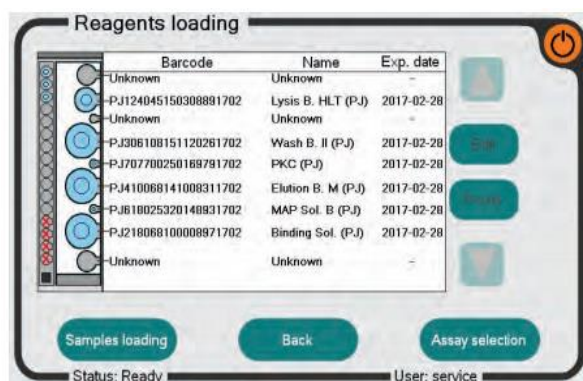 Reagents loading
Barcode Name Exp. date
Unknown Unknown -
PJ124045150308891702 Lysis B. HLT (PJ) 2017-02-28
Unknown Unknown -
PJ306108151120261702 Wash B. II (PJ) 2017-02-28
PJ707700250169791702 PKC (PJ) 2017-02-28
PJ410068141008311702 Elution B. M (PJ) 2017-02-28
PJ618025320148931702 MAP Sol. B (PJ) 2017-02-28
PJ218068100008971702 Binding Sol. (PJ) 2017-02-28
Unknown Unknown -
Edit
Samples loading Back Assay selection
Status: Ready User: service